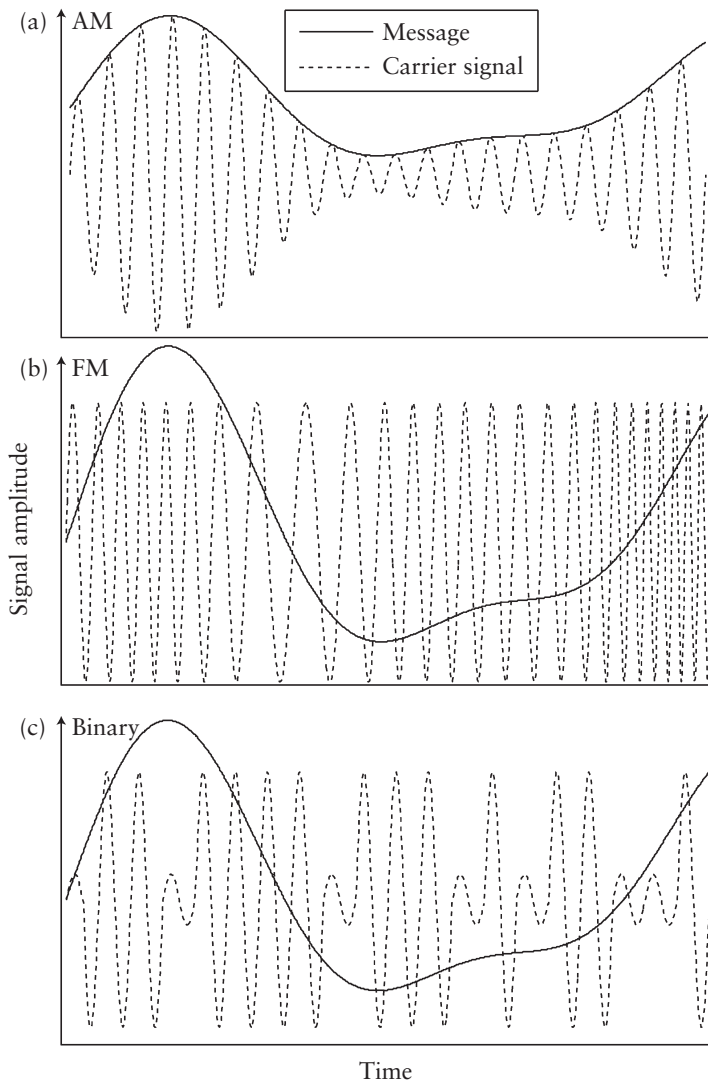 (a) AM
Message
Carrier signal
(b) FM
Signal amplitude
(c) Binary
Time